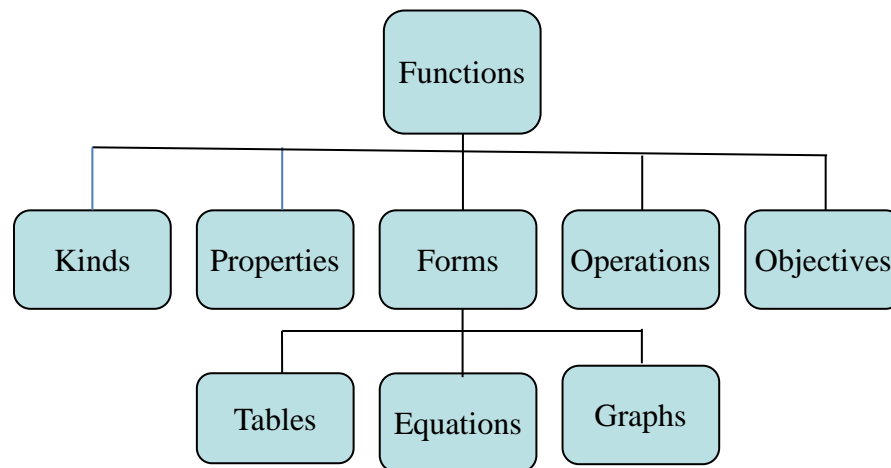 Functions
Kinds
Properties
Forms
Operations
Objectives
Tables
Equations
Graphs